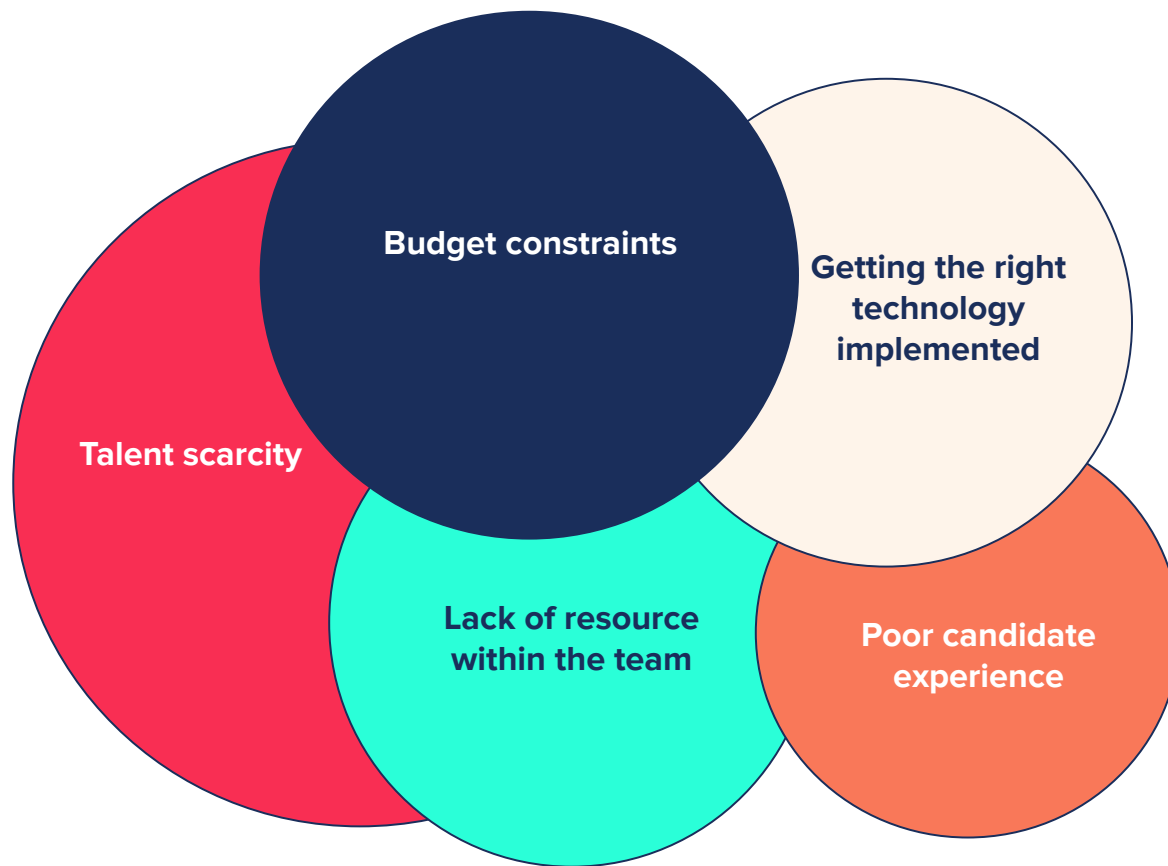 Budget constraints
Getting the right
technology
implemented
Talent scarcity
Lack of resource
within the team
Poor candidate
experience